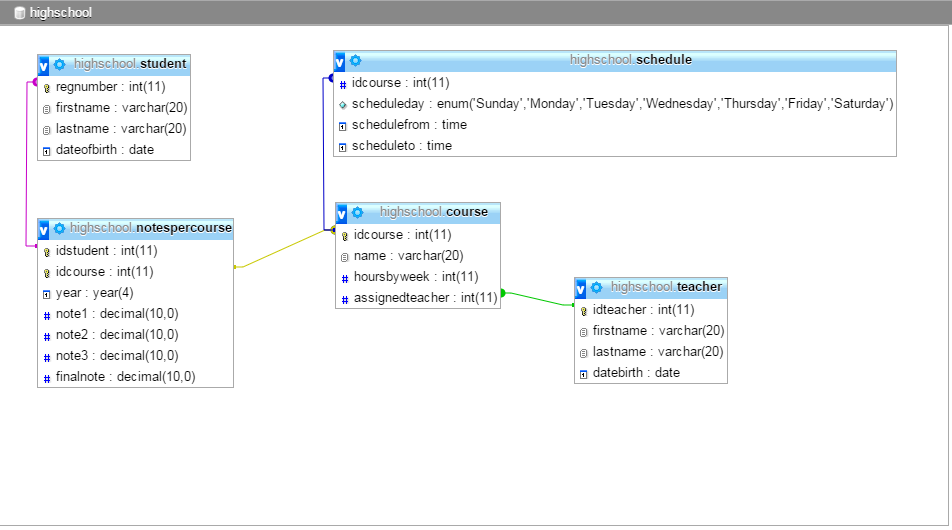 highschool
highschool.student
regnumber : int(11)
firstname : varchar(20)
lastname : varchar(20)
dateofbirth : date
highschool.schedule
idcourse : int(11)
scheduleday : enum('Sunday','Monday','Tuesday','Wednesday','Thursday','Friday','Saturday')
schedulefrom : time
scheduleto : time
highschool.notespercourse
idstudent : int(11)
idcourse : int(11)
year : year(4)
note1 : decimal(10,0)
note2 : decimal(10,0)
note3 : decimal(10,0)
finalnote : decimal(10,0)
highschool.course
idcourse : int(11)
name : varchar(20)
hoursbyweek : int(11)
assignedteacher : int(11)
highschool.teacher
idteacher : int(11)
firstname : varchar(20)
lastname : varchar(20)
datebirth : date